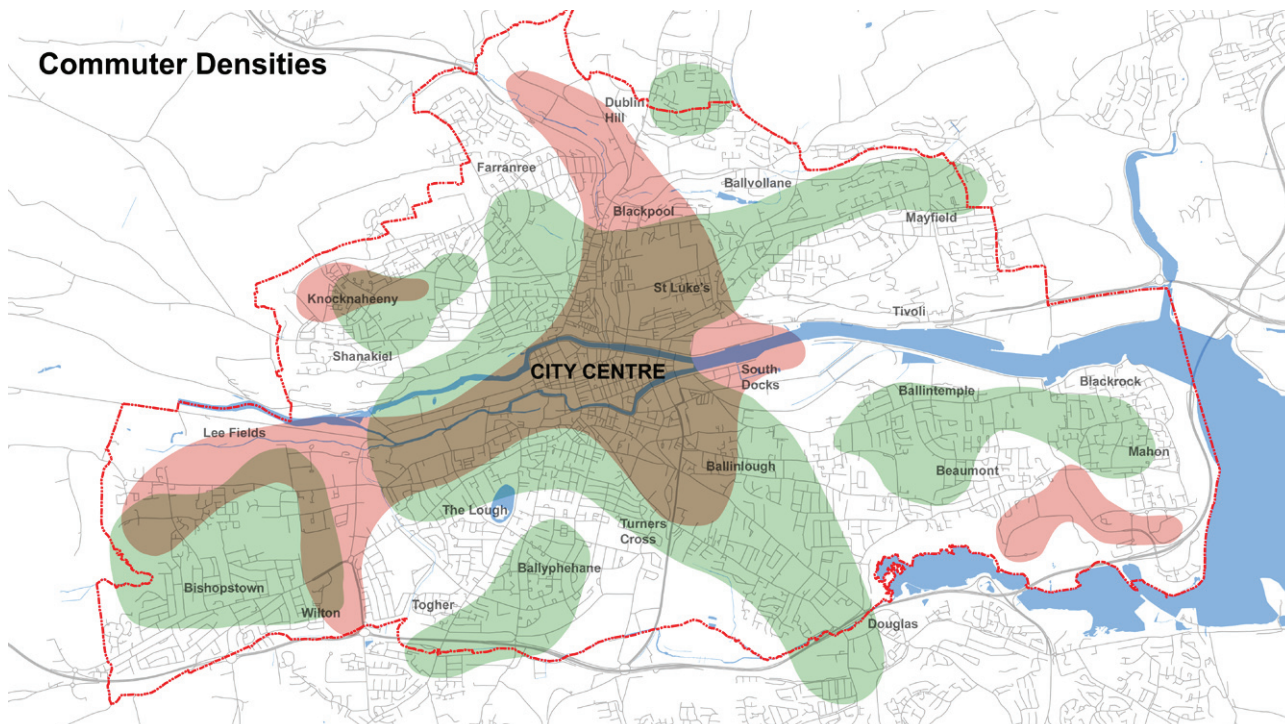 Commuter Densities
Dublin
Hill
Farranree
Ballvollane
Blackpool
Mayfield
St Luke's
Knocknaheeny
Tivoli
Shanakiel
CITY CENTRE
South
Docks
Ballintemple
Blackrock
Lee Fields
Mahon
Ballinlough
Beaumont
The Lough
Turners
Cross
Ballyphehane
Bishopstown
Togher
Wilton
Douglas